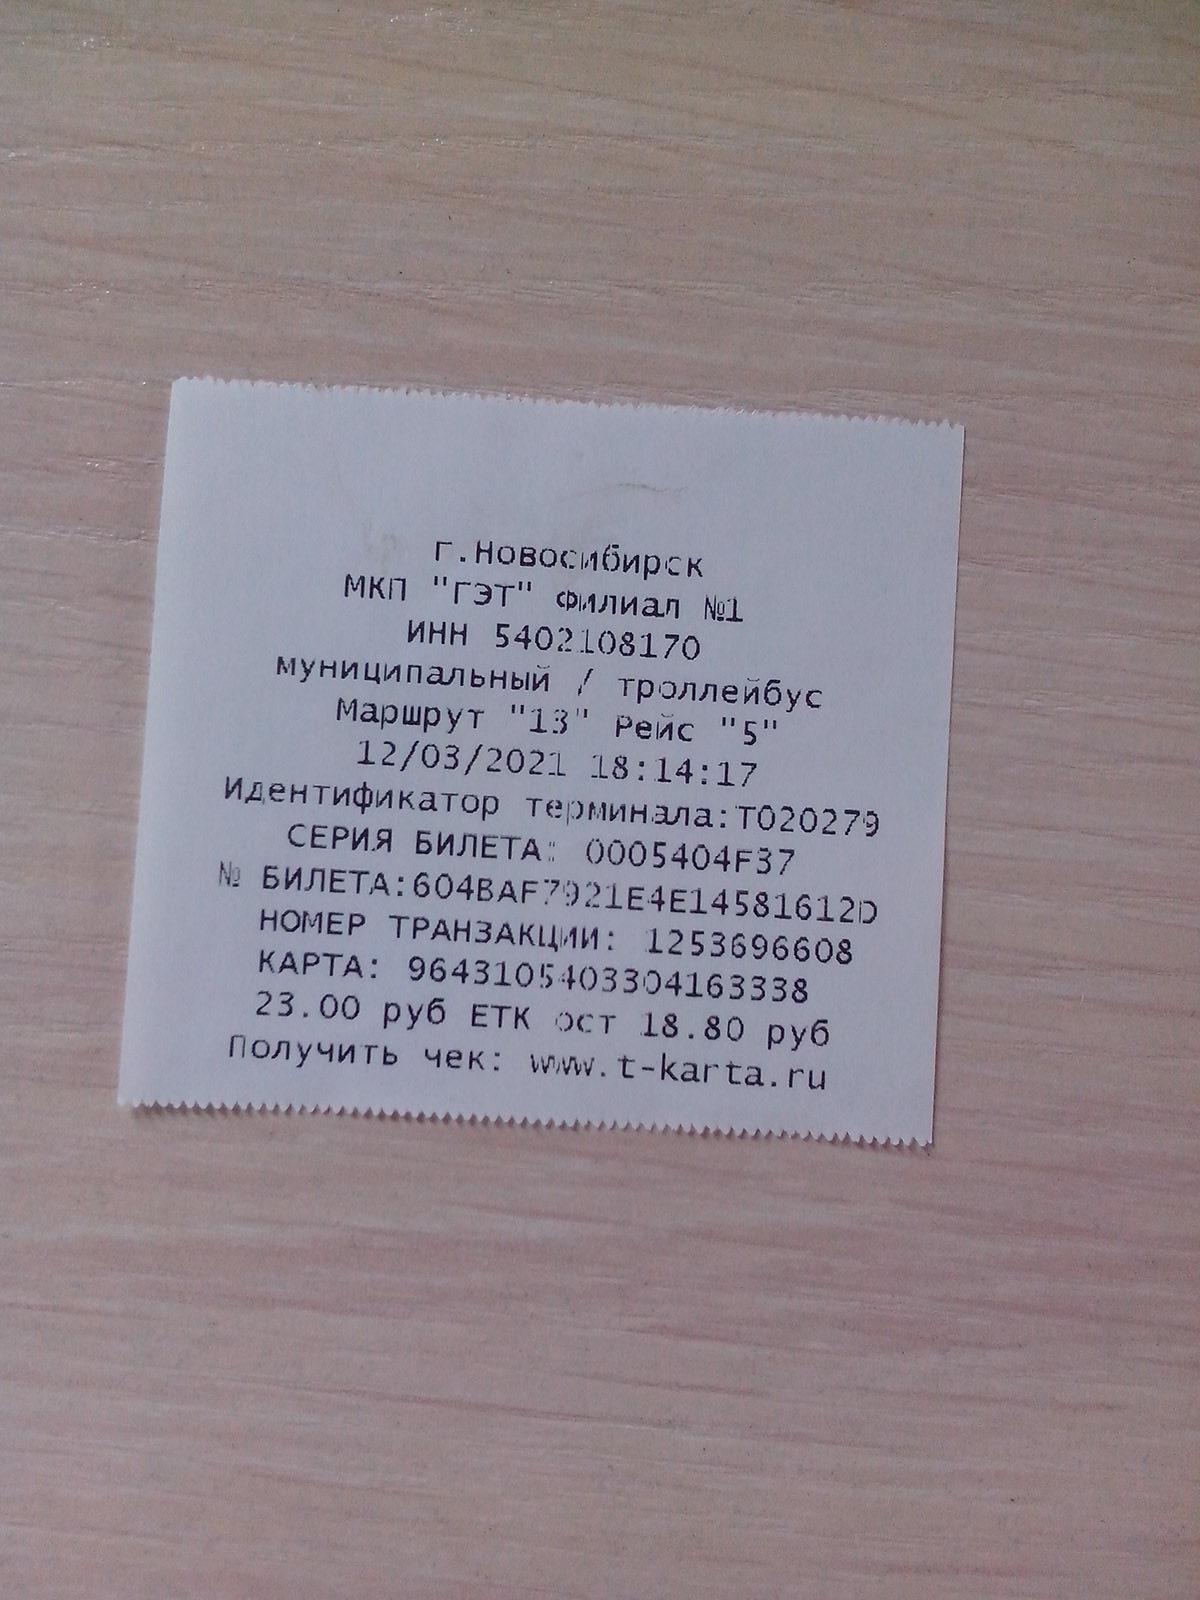 г.Новосибирск
МКП "ГЭТ" Филиал №1
ИНН 5402108170
муниципальный / троллейбус
Маршрут "13" Рейс "5"
12/03/2021 18:14:17
Идентификатор терминала:Т020279
СЕРИЯ БИЛЕТА: 0005404F37
№ БИЛЕТА:604BAF7921E4E14581612D
НОМЕР ТРАНЗАКЦИИ: 1253696608
КАРТА: 9643105403304163338
23.00 руб ЕТК ост 18.80 руб
Получить чек: www.t-karta.ru